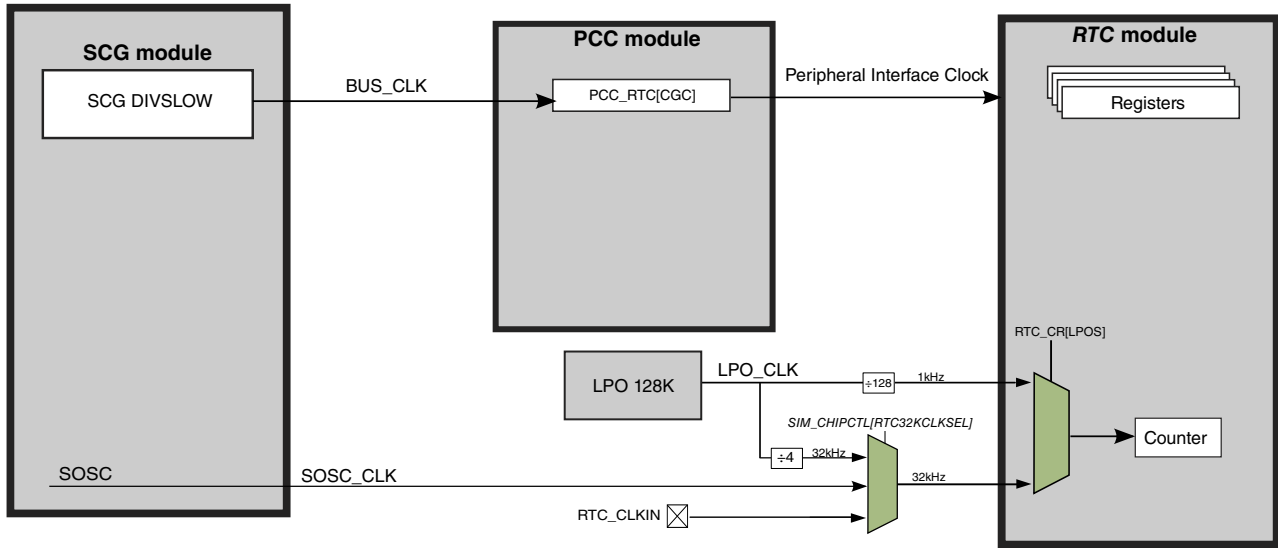 SCG module
SCG DIVSLOW
BUS_CLK
PCC module
PCC_RTC[CGC]
Peripheral Interface Clock
RTC module
Registers
RTC_CR[LPOS]
LPO 128K
LPO_CLK
÷128
1kHz
SIM_CHIPCTL[RTC32KCLKSEL]
÷4
32kHz
Counter
SOSC
SOSC_CLK
32kHz
RTC_CLKIN